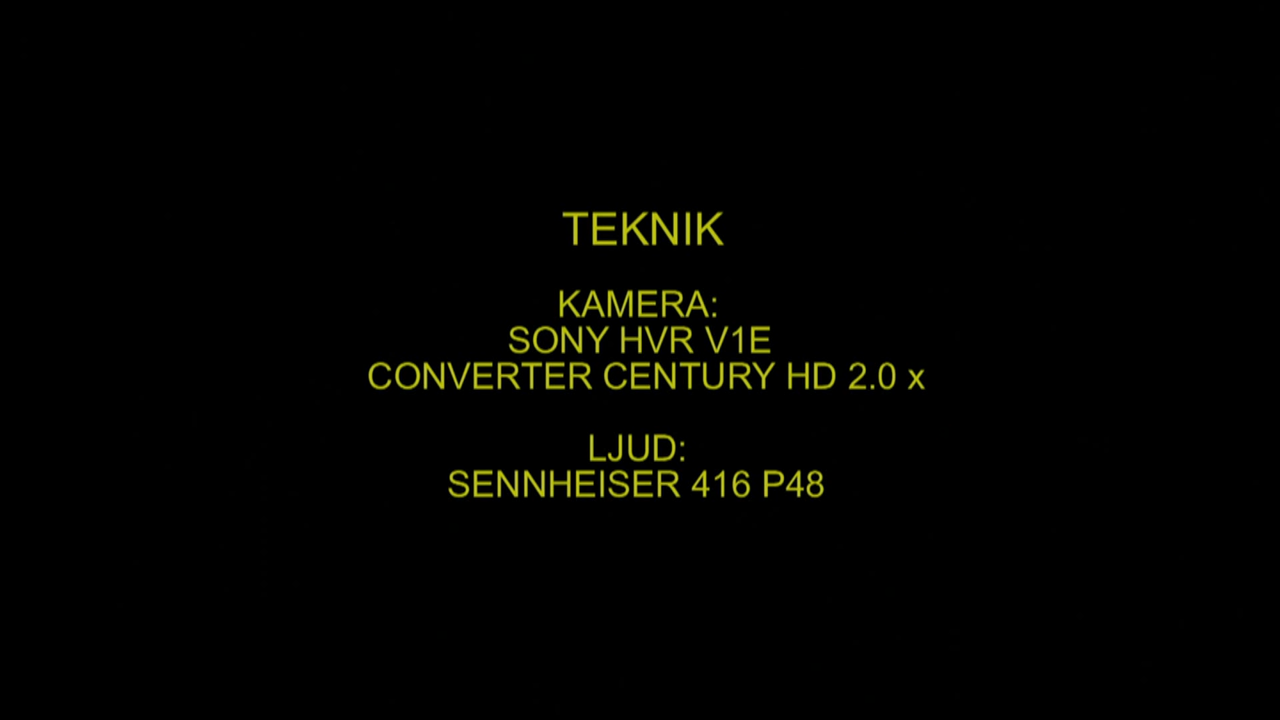 TEKNIK
KAMERA:
SONY HVR V1E
CONVERTER CENTURY HD 2.0 x
LJUD:
SENNHEISER 416 P48